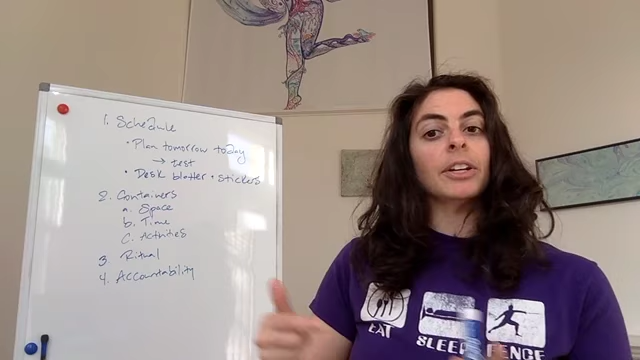 1. Schedule
• Plan tomorrow today
→ test
• Desk blotter • stickers
2. Containers
a. Space
b. Time
c. Activities
3 Ritual
4. Accountability
EAT
SLEEP
FENCE